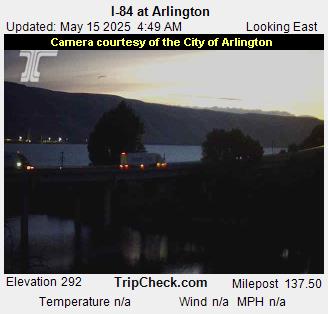 I-84 at Arlington
Updated: May 15 2025 4:49 AM Looking East
Camera courtesy of the City of Arlington
Elevation 292 TripCheck.com Milepost 137.50
Temperature n/a Wind n/a MPH n/a